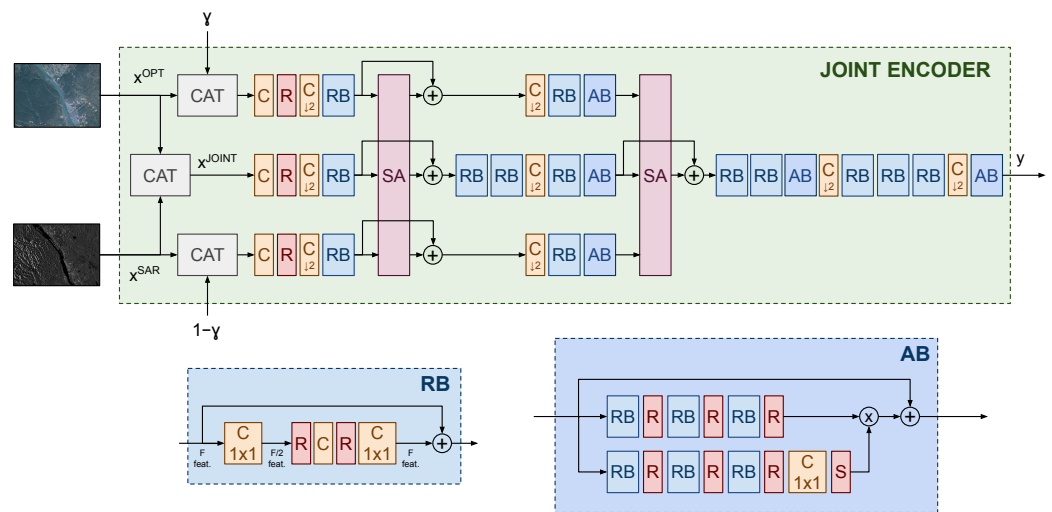 ɣ
JOINT ENCODER
x^OPT
CAT
C R C ↓2 RB
+
C ↓2 RB AB
CAT
x^JOINT
C R C ↓2 RB
SA
+
RB RB C ↓2 RB AB
SA
+
RB RB AB C ↓2 RB RB RB C ↓2 AB
y
x^SAR
CAT
C R C ↓2 RB
+
C ↓2 RB AB
1−ɣ
RB
F feat.
C 1x1
F/2 feat.
R C R C 1x1
F feat.
+
AB
RB R RB R RB R
x
+
RB R RB R RB R C 1x1 S